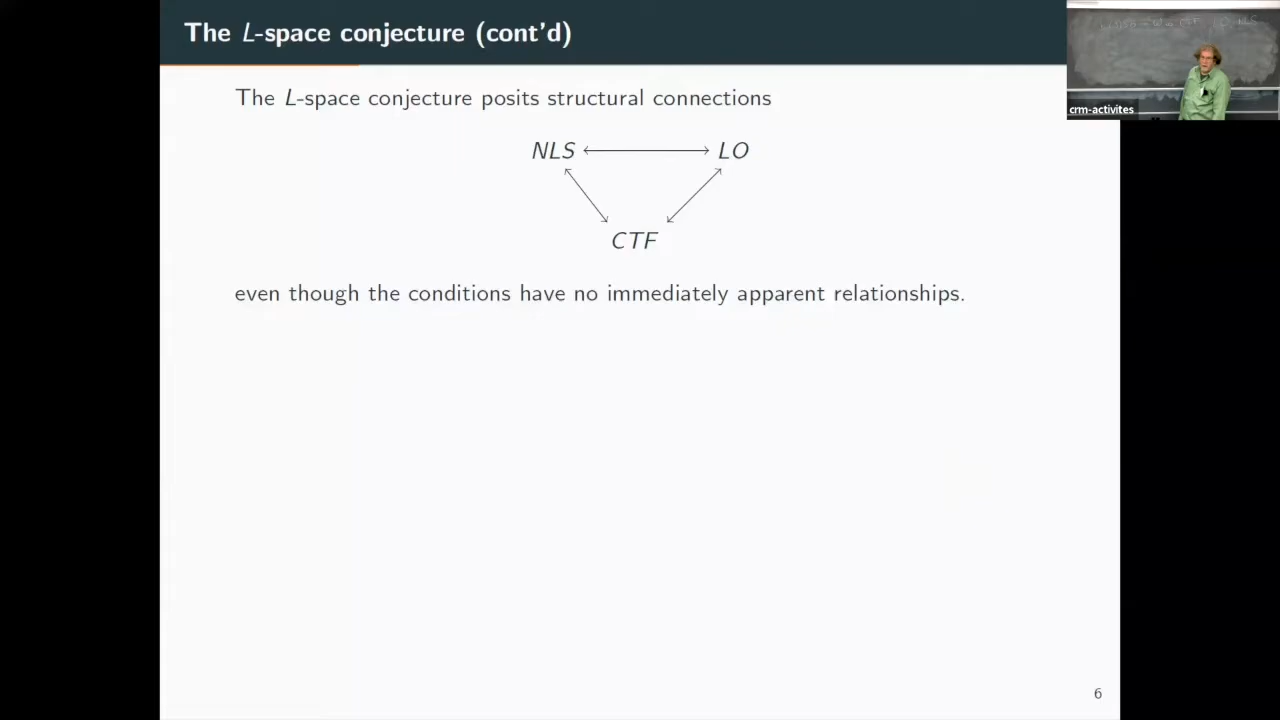 The L-space conjecture (cont'd)
crm-activites
The L-space conjecture posits structural connections
NLS LO
CTF
even though the conditions have no immediately apparent relationships.
6